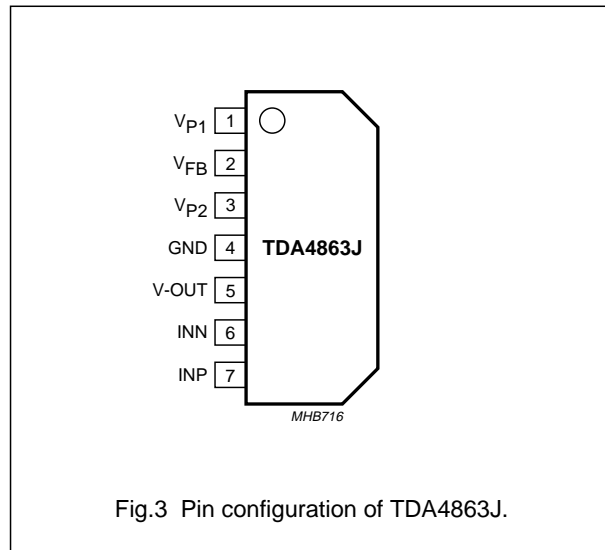 VP1 1
VFB 2
VP2 3
GND 4
TDA4863J
V-OUT 5
INN 6
INP 7
MHB716
Fig.3 Pin configuration of TDA4863J.